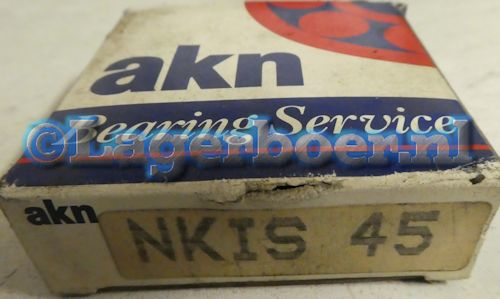 akn
Bearing Service
©Lagerboer.nl
akn
NKIS 45